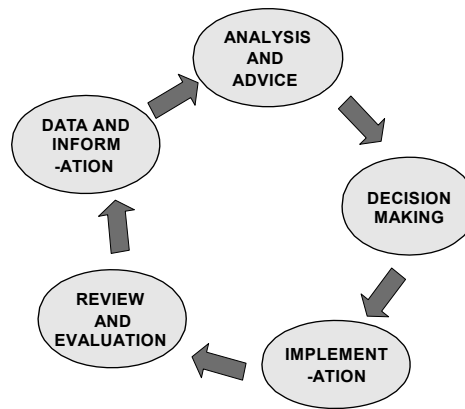 ANALYSIS
AND
ADVICE
DATA AND
INFORM
-ATION
DECISION
MAKING
REVIEW
AND
EVALUATION
IMPLEMENT
-ATION